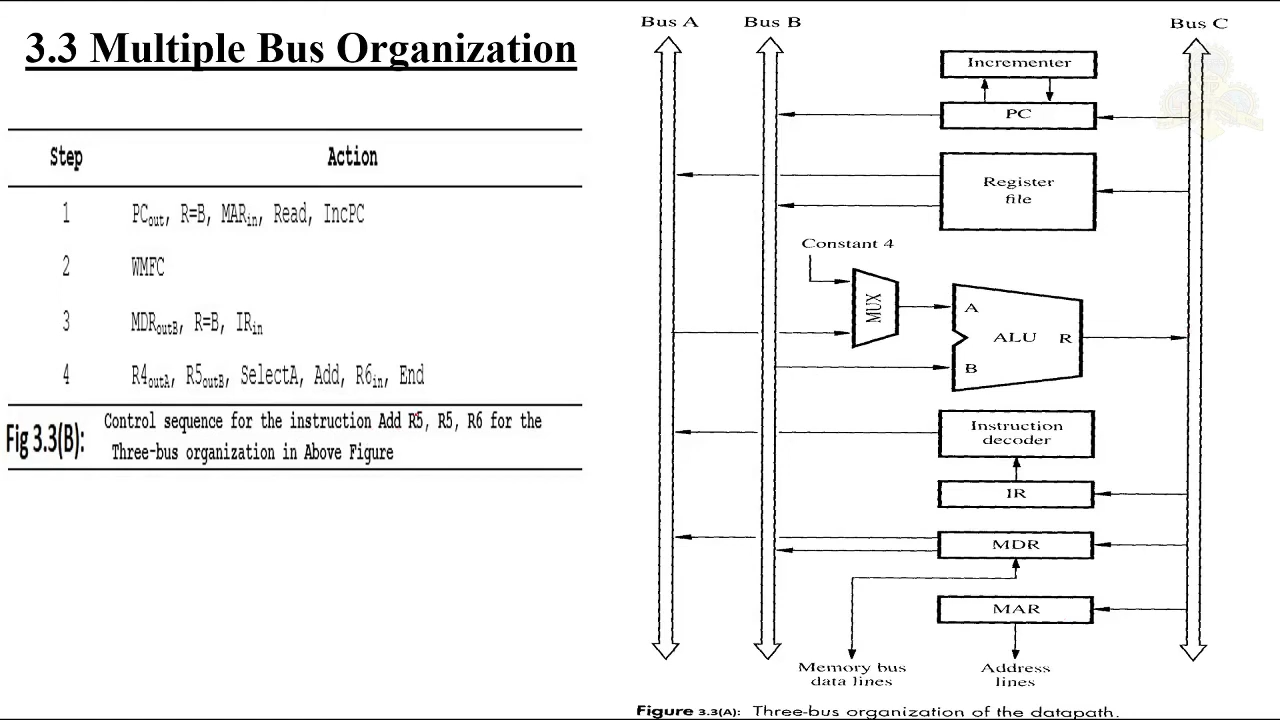 3.3 Multiple Bus Organization
Step Action
1 PCout, R=B, MARin, Read, IncPC
2 WMFC
3 MDRoutB, R=B, IRin
4 R4outA, R5outB, SelectA, Add, R6in, End
Fig 3.3(B): Control sequence for the instruction Add R5, R5, R6 for the
Three-bus organization in Above Figure
Bus A Bus B Bus C
Incrementer
PC
Register
file
Constant 4
MUX
A
ALU R
B
Instruction
decoder
IR
MDR
MAR
Memory bus
data lines
Address
lines
Figure 3.3(A): Three-bus organization of the datapath.